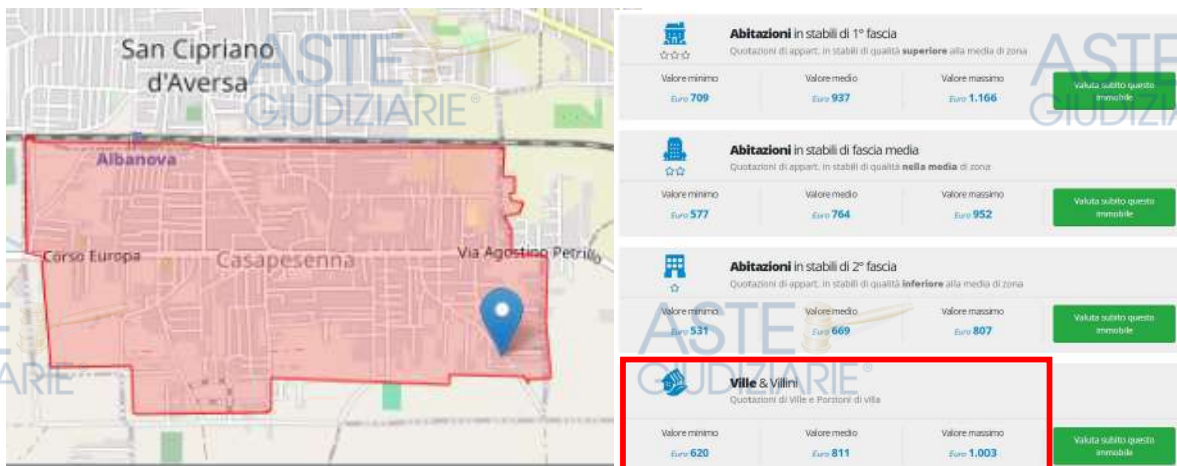 San Cipriano
d'Aversa
Albanova
Corso Europa
Casapesenna
Via Agostino Petrillo
ASTE
GIUDIZIARIE®
Abitazioni in stabili di 1° fascia
Quotazioni di appart. in stabili di qualità superiore alla media di zona
Valore minimo Valore medio Valore massimo
Euro 709 Euro 937 Euro 1.166
Valuta subito questo
immobile
Abitazioni in stabili di fascia media
Quotazioni di appart. in stabili di qualità nella media di zona
Valore minimo Valore medio Valore massimo
Euro 577 Euro 764 Euro 952
Valuta subito questo
immobile
Abitazioni in stabili di 2° fascia
Quotazioni di appart. in stabili di qualità inferiore alla media di zona
Valore minimo Valore medio Valore massimo
Euro 531 Euro 669 Euro 807
Valuta subito questo
immobile
ASTE
GIUDIZIARIE®
Ville & Villini
Quotazioni di Ville e Porzioni di villa
Valore minimo Valore medio Valore massimo
Euro 620 Euro 811 Euro 1.003
Valuta subito questo
immobile